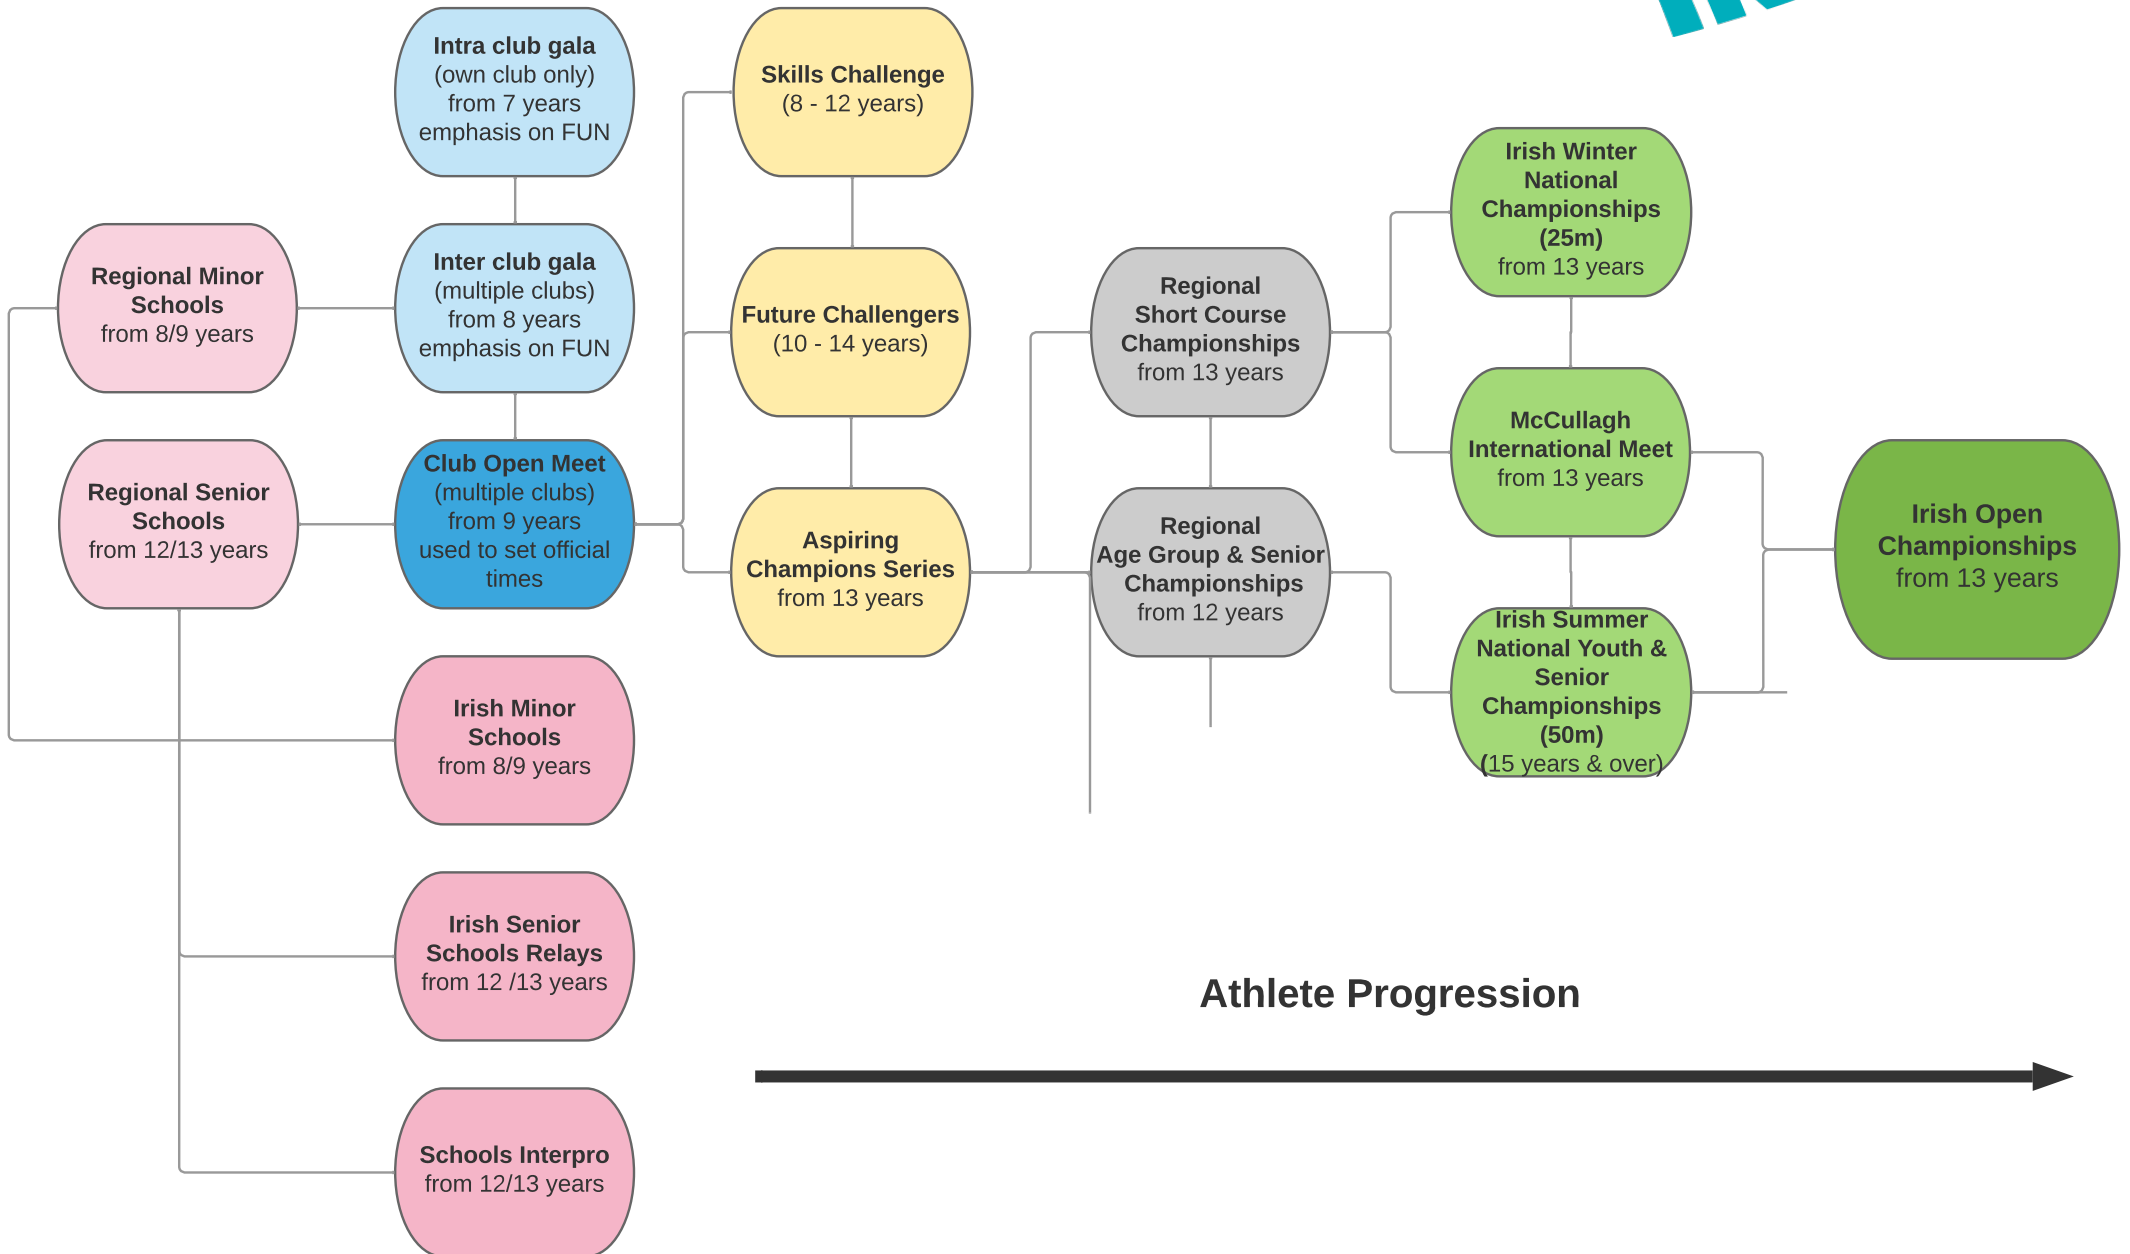 Intra club gala
(own club only)
from 7 years
emphasis on FUN
Skills Challenge
(8 - 12 years)
Irish Winter
National
Championships
(25m)
from 13 years
Regional Minor
Schools
from 8/9 years
Inter club gala
(multiple clubs)
from 8 years
emphasis on FUN
Future Challengers
(10 - 14 years)
Regional
Short Course
Championships
from 13 years
McCullagh
International Meet
from 13 years
Regional Senior
Schools
from 12/13 years
Club Open Meet
(multiple clubs)
from 9 years
used to set official
times
Aspiring
Champions Series
from 13 years
Regional
Age Group & Senior
Championships
from 12 years
Irish Open
Championships
from 13 years
Irish Summer
National Youth &
Senior
Championships
(50m)
(15 years & over)
Irish Minor
Schools
from 8/9 years
Irish Senior
Schools Relays
from 12 /13 years
Athlete Progression
Schools Interpro
from 12/13 years